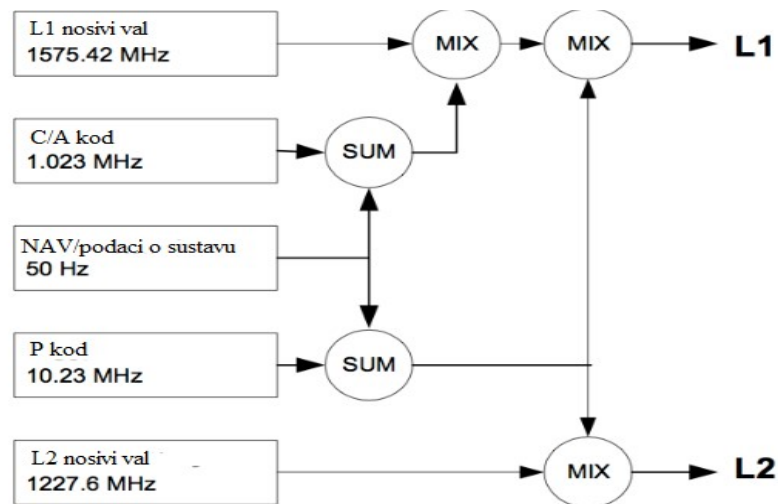 L1 nosivi val
1575.42 MHz
MIX
MIX
L1
C/A kod
1.023 MHz
SUM
NAV/podaci o sustavu
50 Hz
P kod
10.23 MHz
SUM
L2 nosivi val
1227.6 MHz
MIX
L2